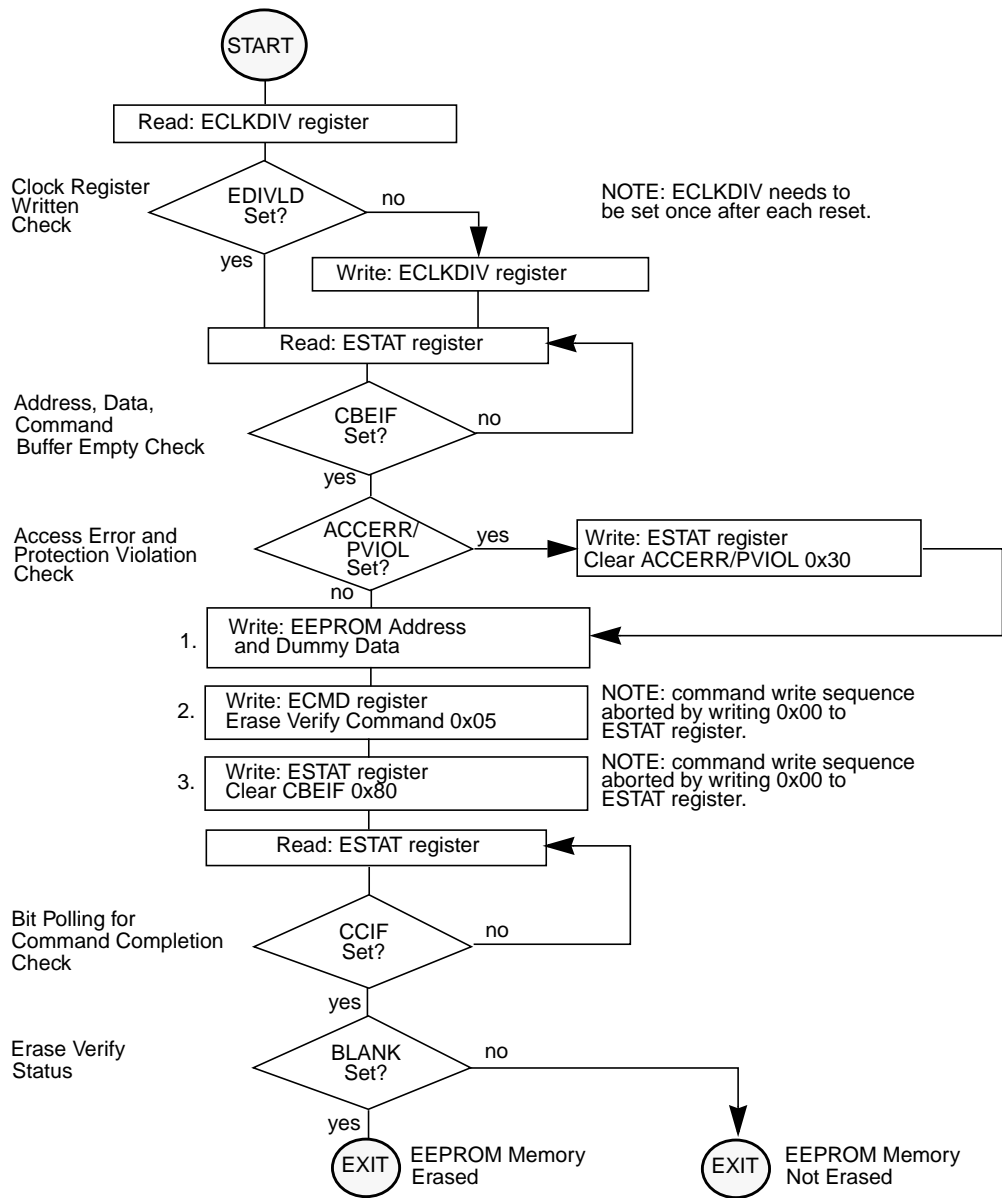 START
Read: ECLKDIV register
Clock Register
Written
Check
EDIVLD
Set?
no
yes
NOTE: ECLKDIV needs to
be set once after each reset.
Write: ECLKDIV register
Read: ESTAT register
Address, Data,
Command
Buffer Empty Check
CBEIF
Set?
no
yes
Access Error and
Protection Violation
Check
ACCERR/
PVIOL
Set?
yes
no
Write: ESTAT register
Clear ACCERR/PVIOL 0x30
1.
Write: EEPROM Address
and Dummy Data
2.
Write: ECMD register
Erase Verify Command 0x05
NOTE: command write sequence
aborted by writing 0x00 to
ESTAT register.
3.
Write: ESTAT register
Clear CBEIF 0x80
NOTE: command write sequence
aborted by writing 0x00 to
ESTAT register.
Read: ESTAT register
Bit Polling for
Command Completion
Check
CCIF
Set?
no
yes
Erase Verify
Status
BLANK
Set?
no
yes
EXIT
EEPROM Memory
Erased
EXIT
EEPROM Memory
Not Erased